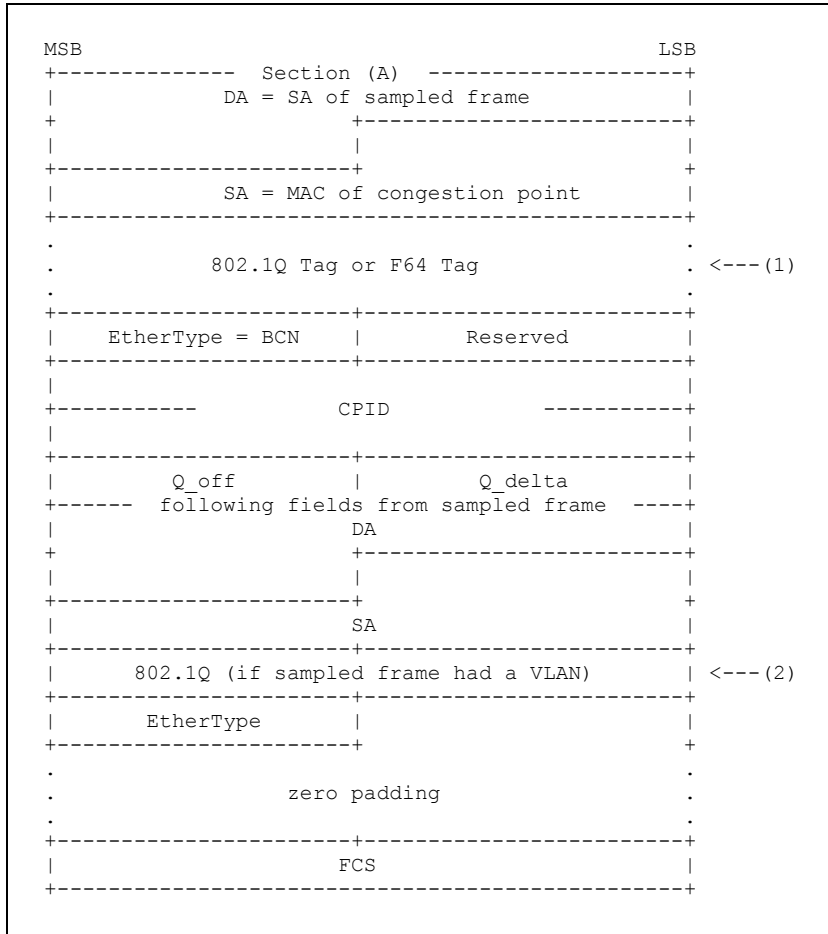 MSB LSB
+-------------- Section (A) --------------------+
| DA = SA of sampled frame |
+ +------------------------+
| | |
+----------------------+ +
| SA = MAC of congestion point |
+-----------------------------------------------+
. .
. 802.1Q Tag or F64 Tag . <---(1)
. .
+----------------------+------------------------+
| EtherType = BCN | Reserved |
+----------------------+------------------------+
| |
+----------- CPID -----------+
| |
+----------------------+------------------------+
| Q_off | Q_delta |
+------ following fields from sampled frame ----+
| DA |
+ +------------------------+
| | |
+----------------------+ +
| SA |
+----------------------+------------------------+
| 802.1Q (if sampled frame had a VLAN) | <---(2)
+----------------------+------------------------+
| EtherType | |
+----------------------+ +
. .
. zero padding .
. .
+----------------------+------------------------+
| FCS |
+-----------------------------------------------+